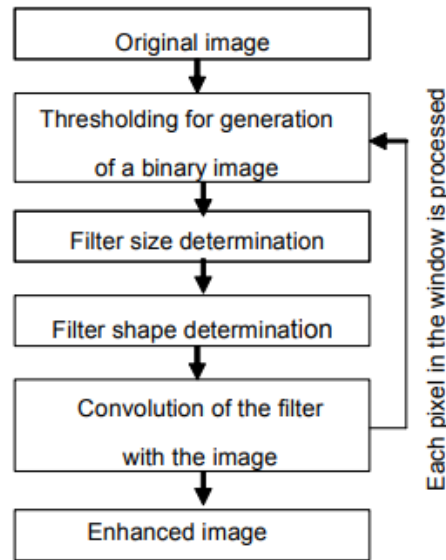 Original image
Thresholding for generation
of a binary image
Filter size determination
Filter shape determination
Convolution of the filter
with the image
Enhanced image
Each pixel in the window is processed